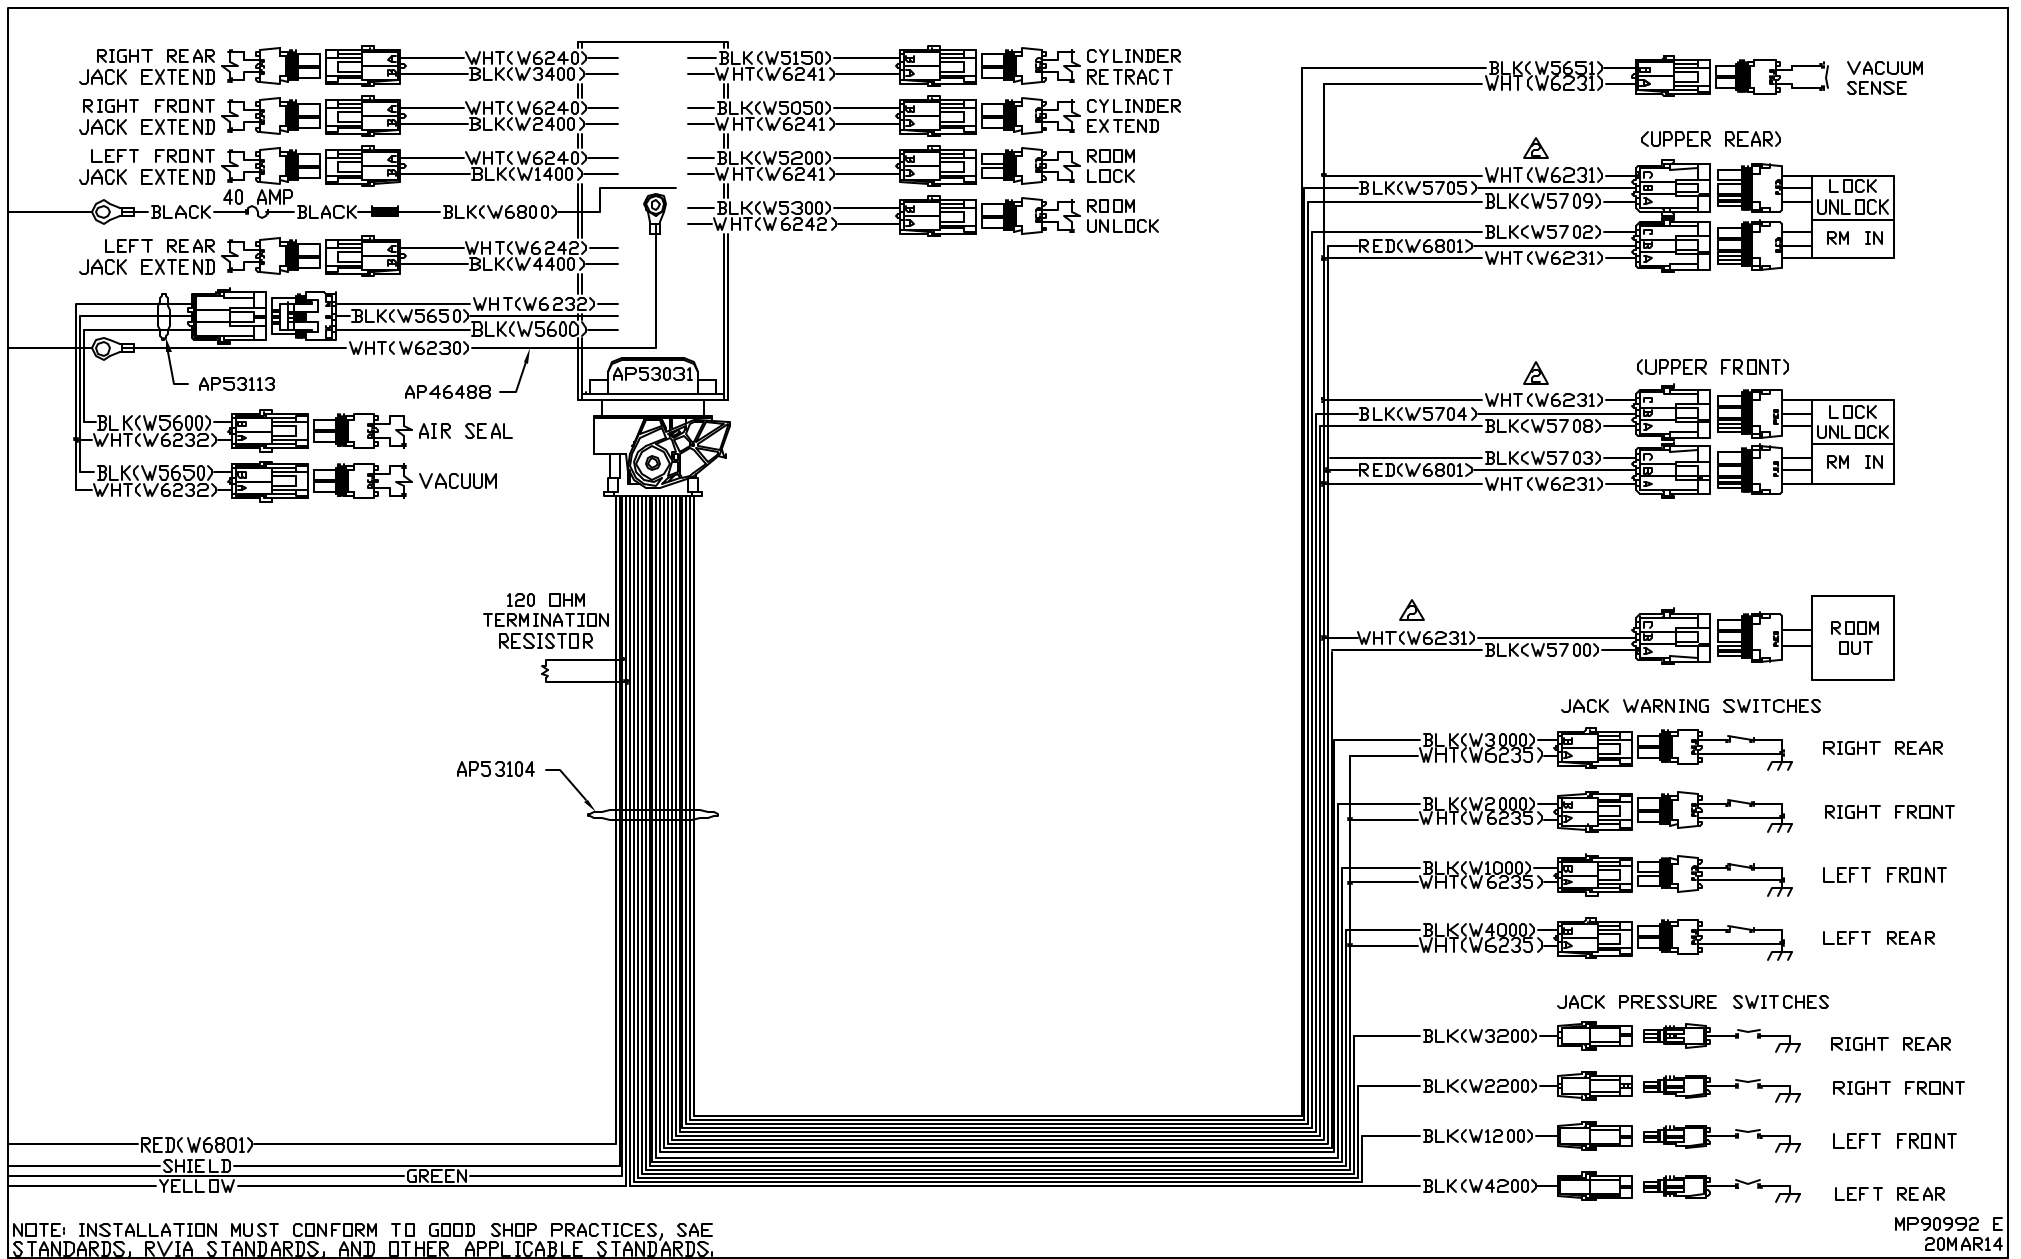 RIGHT REAR
JACK EXTEND
WHT(W6240)
BLK(W3400)
RIGHT FRONT
JACK EXTEND
WHT(W6240)
BLK(W2400)
LEFT FRONT
JACK EXTEND
WHT(W6240)
BLK(W1400)
40 AMP
BLACK
BLACK
BLK(W6800)
LEFT REAR
JACK EXTEND
WHT(W6242)
BLK(W4400)
WHT(W6232)
BLK(W5650)
BLK(W5600)
WHT(W6230)
AP53113
AP46488
AP53031
BLK(W5600)
WHT(W6232)
AIR SEAL
BLK(W5650)
WHT(W6232)
VACUUM
BLK(W5150)
WHT(W6241)
CYLINDER
RETRACT
BLK(W5050)
WHT(W6241)
CYLINDER
EXTEND
BLK(W5200)
WHT(W6241)
ROOM
LOCK
BLK(W5300)
WHT(W6242)
ROOM
UNLOCK
120 OHM
TERMINATION
RESISTOR
AP53104
BLK(W5651)
WHT(W6231)
B
A
VACUUM
SENSE
(UPPER REAR)
2
WHT(W6231)
BLK(W5705)
BLK(W5709)
C
B
A
LOCK
UNLOCK
BLK(W5702)
RED(W6801)
WHT(W6231)
C
B
A
RM IN
(UPPER FRONT)
2
WHT(W6231)
BLK(W5704)
BLK(W5708)
C
B
A
LOCK
UNLOCK
BLK(W5703)
RED(W6801)
WHT(W6231)
C
B
A
RM IN
2
WHT(W6231)
BLK(W5700)
C
B
A
ROOM
OUT
JACK WARNING SWITCHES
BLK(W3000)
WHT(W6235)
B
A
RIGHT REAR
BLK(W2000)
WHT(W6235)
B
A
RIGHT FRONT
BLK(W1000)
WHT(W6235)
B
A
LEFT FRONT
BLK(W4000)
WHT(W6235)
B
A
LEFT REAR
JACK PRESSURE SWITCHES
BLK(W3200)
RIGHT REAR
BLK(W2200)
RIGHT FRONT
BLK(W1200)
LEFT FRONT
BLK(W4200)
LEFT REAR
RED(W6801)
SHIELD
GREEN
YELLOW
NOTE: INSTALLATION MUST CONFORM TO GOOD SHOP PRACTICES, SAE
STANDARDS, RVIA STANDARDS, AND OTHER APPLICABLE STANDARDS.
MP90992 E
20MAR14